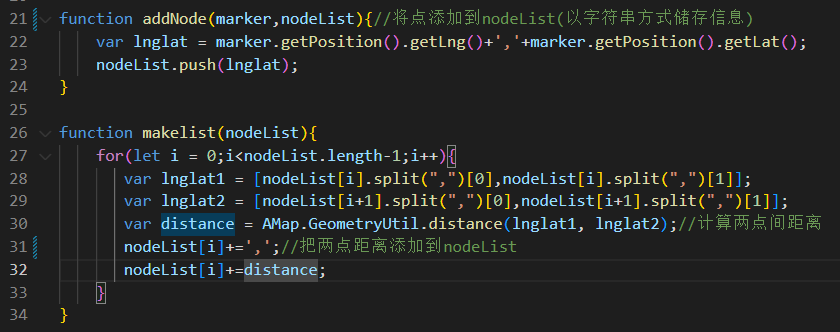 20
21 function addNode(marker,nodeList){//将点添加到nodeList(以字符串方式储存信息)
22 var lnglat = marker.getPosition().getLng()+','+marker.getPosition().getLat();
23 nodeList.push(lnglat);
24 }
25
26 function makelist(nodeList){
27 for(let i = 0;i<nodeList.length-1;i++){
28 var lnglat1 = [nodeList[i].split(",")[0],nodeList[i].split(",")[1]];
29 var lnglat2 = [nodeList[i+1].split(",")[0],nodeList[i+1].split(",")[1]];
30 var distance = AMap.GeometryUtil.distance(lnglat1, lnglat2);//计算两点间距离
31 nodeList[i]+=',';//把两点距离添加到nodeList
32 nodeList[i]+=distance;
33 }
34 }